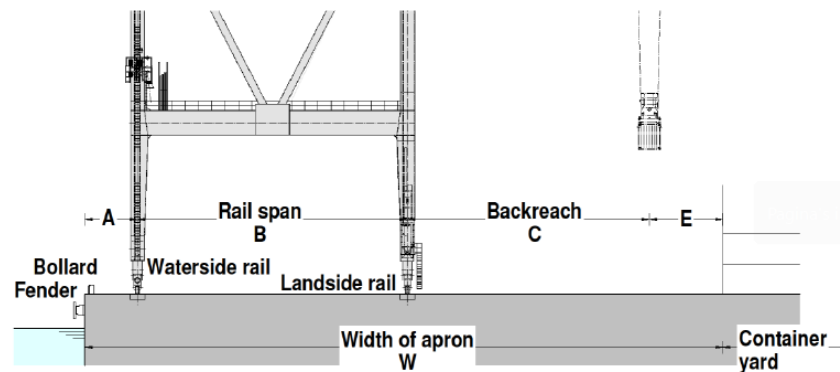 A
Rail span
B
Backreach
C
E
Bollard
Fender
Waterside rail
Landside rail
Width of apron
W
Container
yard